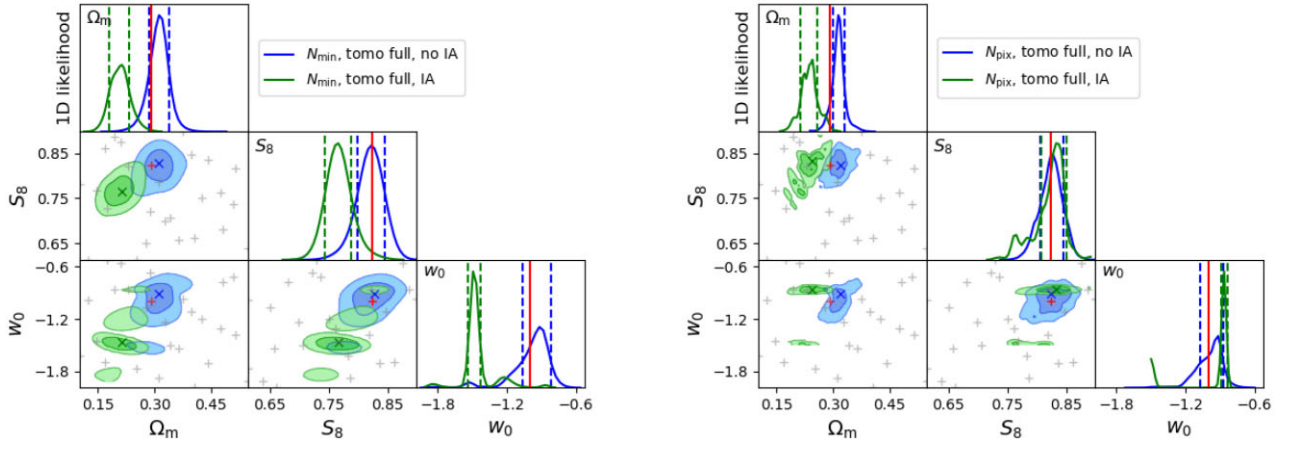 1D likelihood
Ωm
Nmin, tomo full, no IA
Nmin, tomo full, IA
S8
0.85
0.75
0.65
S8
w0
−0.6
−1.2
−1.8
w0
0.15 0.30 0.45
0.65 0.75 0.85
−1.8 −1.2 −0.6
Ωm
S8
w0
1D likelihood
Ωm
Npix, tomo full, no IA
Npix, tomo full, IA
S8
0.85
0.75
0.65
S8
w0
−0.6
−1.2
−1.8
w0
0.15 0.30 0.45
0.65 0.75 0.85
−1.8 −1.2 −0.6
Ωm
S8
w0